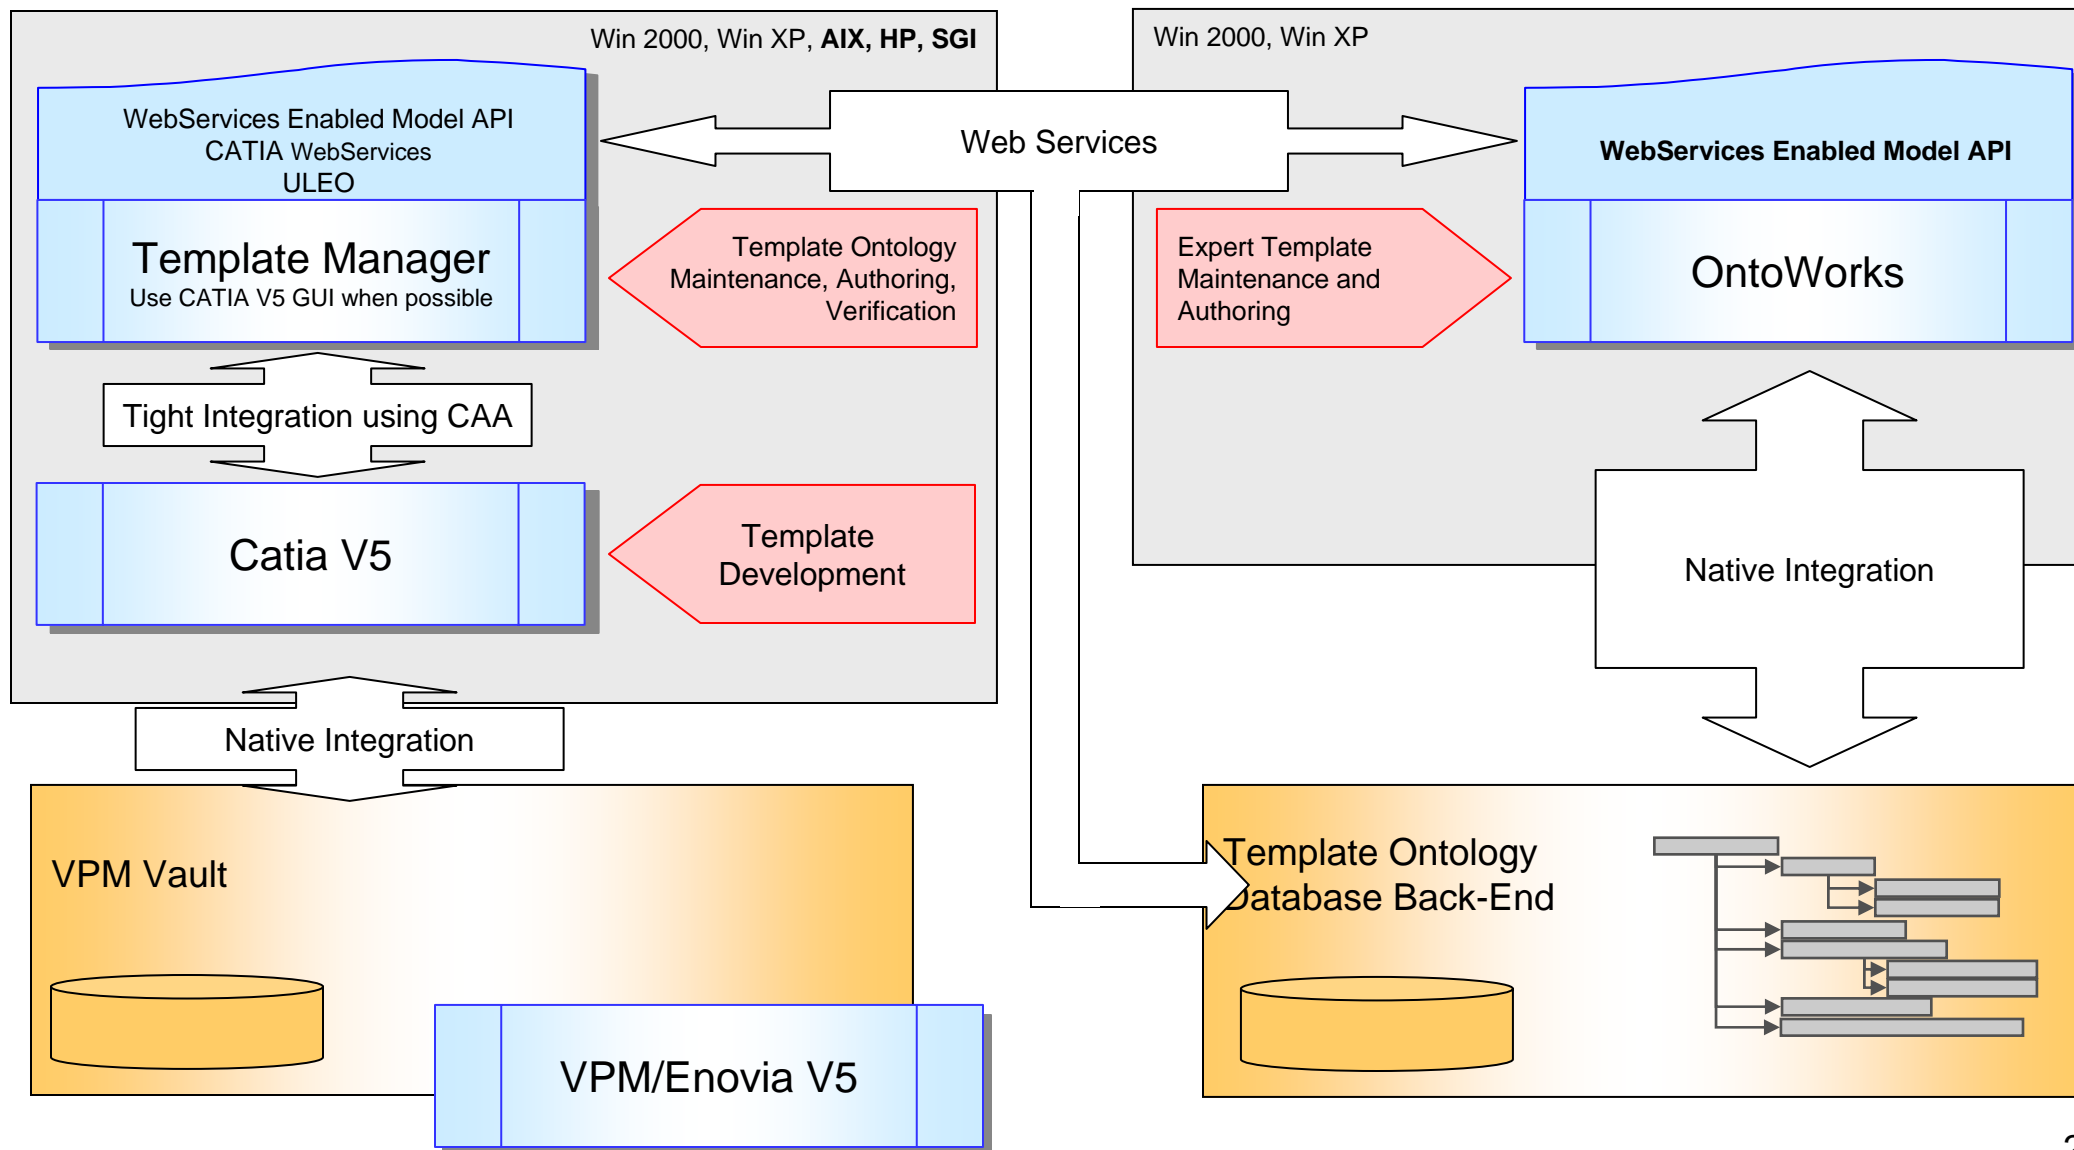 Win 2000, Win XP, AIX, HP, SGI
WebServices Enabled Model API
CATIA WebServices
ULEO
Template Manager
Use CATIA V5 GUI when possible
Template Ontology
Maintenance, Authoring,
Verification
Tight Integration using CAA
Catia V5
Template
Development
Native Integration
VPM Vault
VPM/Enovia V5
Web Services
Win 2000, Win XP
WebServices Enabled Model API
Expert Template
Maintenance and
Authoring
OntoWorks
Native Integration
Template Ontology
Database Back-End